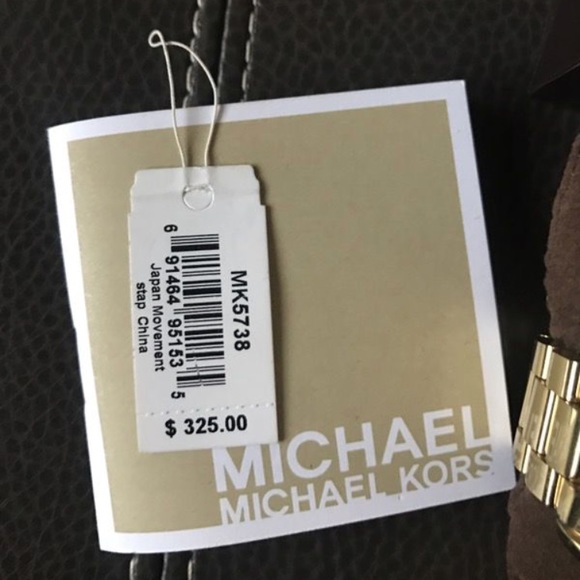 MK5738
6 91464 95153 5
Japan Movement
stap China
$ 325.00
MICHAEL
MICHAEL KORS